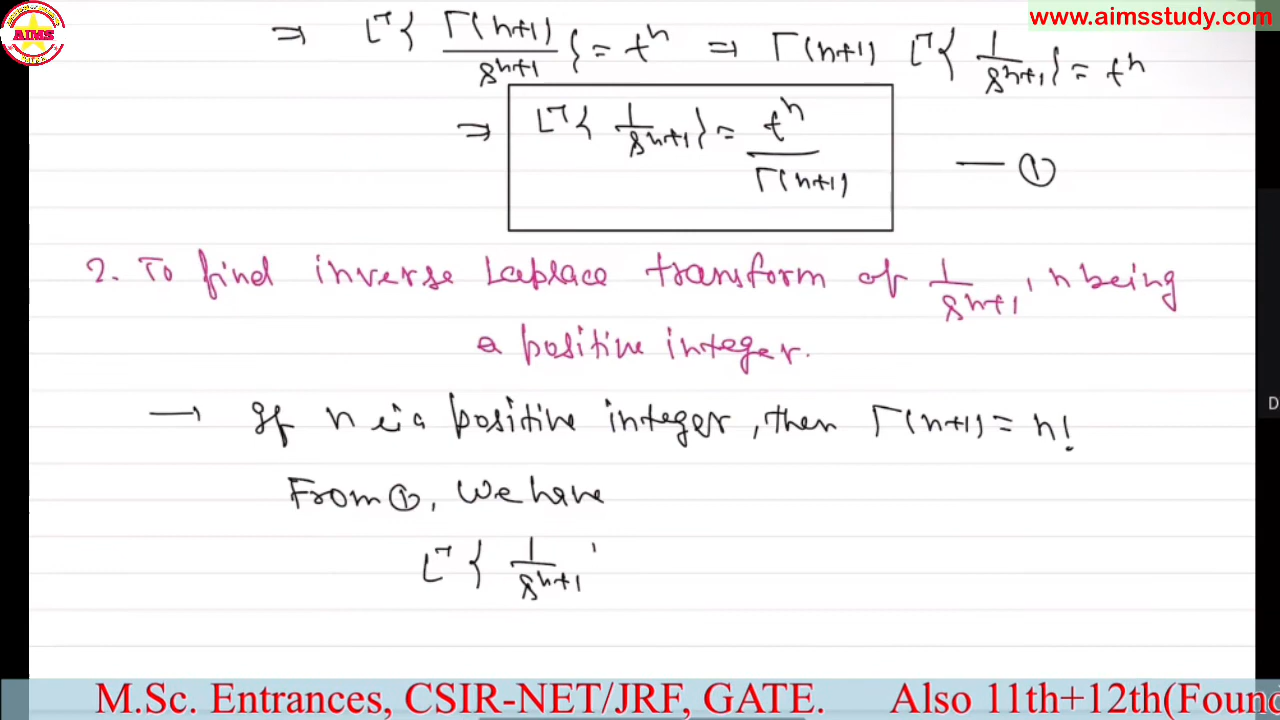 AIMS
www.aimsstudy.com
⇒ L⁻¹{ Γ(n+1) / s^(n+1) } = t^n ⇒ Γ(n+1) L⁻¹{ 1 / s^(n+1) } = t^n
⇒ L⁻¹{ 1 / s^(n+1) } = t^n / Γ(n+1) — ①
2. To find inverse Laplace transform of 1 / s^(n+1), n being
a positive integer.
→ If n is a positive integer, then Γ(n+1) = n!
From ①, we have
L⁻¹{ 1 / s^(n+1)
D
M.Sc. Entrances, CSIR-NET/JRF, GATE. Also 11th+12th(Found